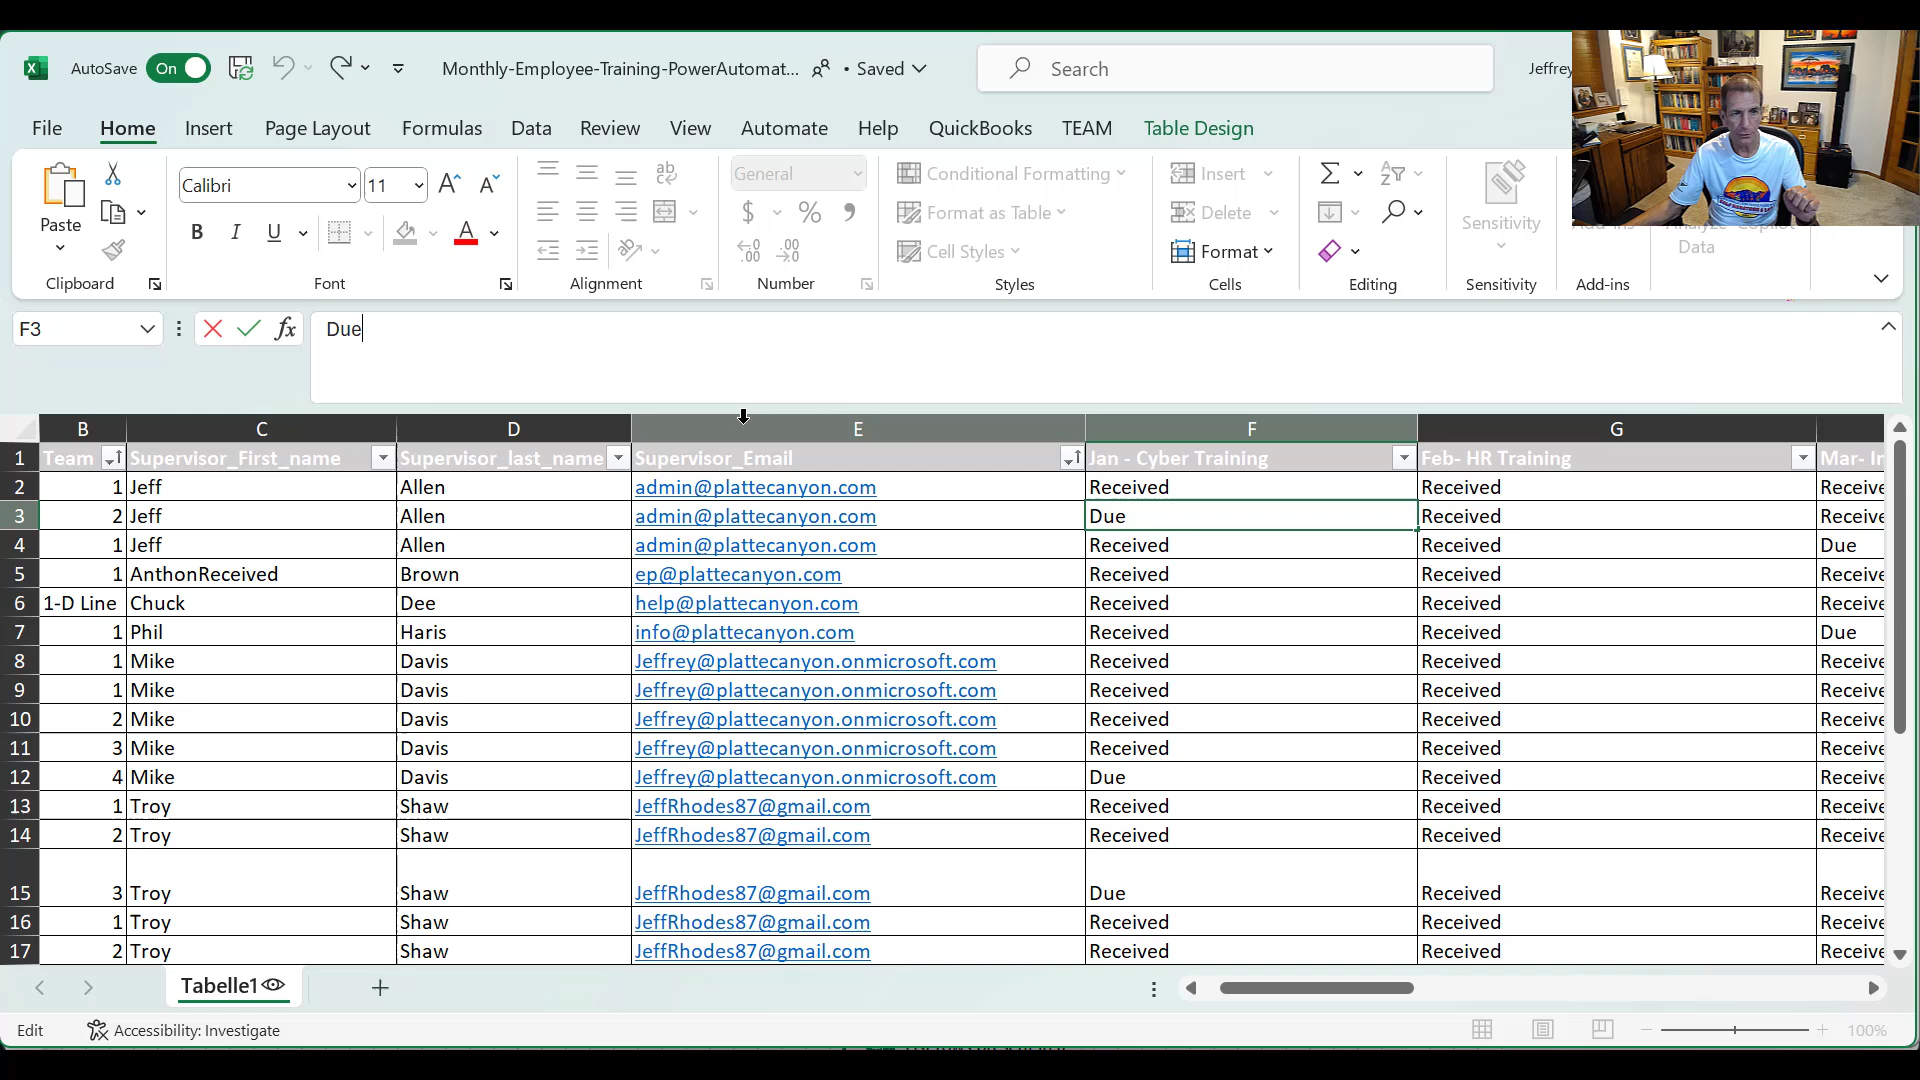 AutoSave On Monthly-Employee-Training-PowerAutomat... • Saved Search Jeffrey
File Home Insert Page Layout Formulas Data Review View Automate Help QuickBooks TEAM Table Design
Paste Calibri 11 General Conditional Formatting Insert Sensitivity
Format as Table Delete
B I U A $ % Cell Styles Format Data
Clipboard Font Alignment Number Styles Cells Editing Sensitivity Add-ins
F3 fx Due
B C D E F G
1 Team Supervisor_First_name Supervisor_last_name Supervisor_Email Jan - Cyber Training Feb- HR Training
2 1 Jeff Allen admin@plattecanyon.com Received Received Receive
3 2 Jeff Allen admin@plattecanyon.com Due Received Receive
4 1 Jeff Allen admin@plattecanyon.com Received Received Due
5 1 AnthonReceived Brown ep@plattecanyon.com Received Received Receive
6 1-D Line Chuck Dee help@plattecanyon.com Received Received Receive
7 1 Phil Haris info@plattecanyon.com Received Received Due
8 1 Mike Davis Jeffrey@plattecanyon.onmicrosoft.com Received Received Receive
9 1 Mike Davis Jeffrey@plattecanyon.onmicrosoft.com Received Received Receive
10 2 Mike Davis Jeffrey@plattecanyon.onmicrosoft.com Received Received Receive
11 3 Mike Davis Jeffrey@plattecanyon.onmicrosoft.com Received Received Receive
12 4 Mike Davis Jeffrey@plattecanyon.onmicrosoft.com Due Received Receive
13 1 Troy Shaw JeffRhodes87@gmail.com Received Received Receive
14 2 Troy Shaw JeffRhodes87@gmail.com Received Received Receive
15 3 Troy Shaw JeffRhodes87@gmail.com Due Received Receive
16 1 Troy Shaw JeffRhodes87@gmail.com Received Received Receive
17 2 Troy Shaw JeffRhodes87@gmail.com Received Received Receive
Tabelle1
Edit Accessibility: Investigate 100%